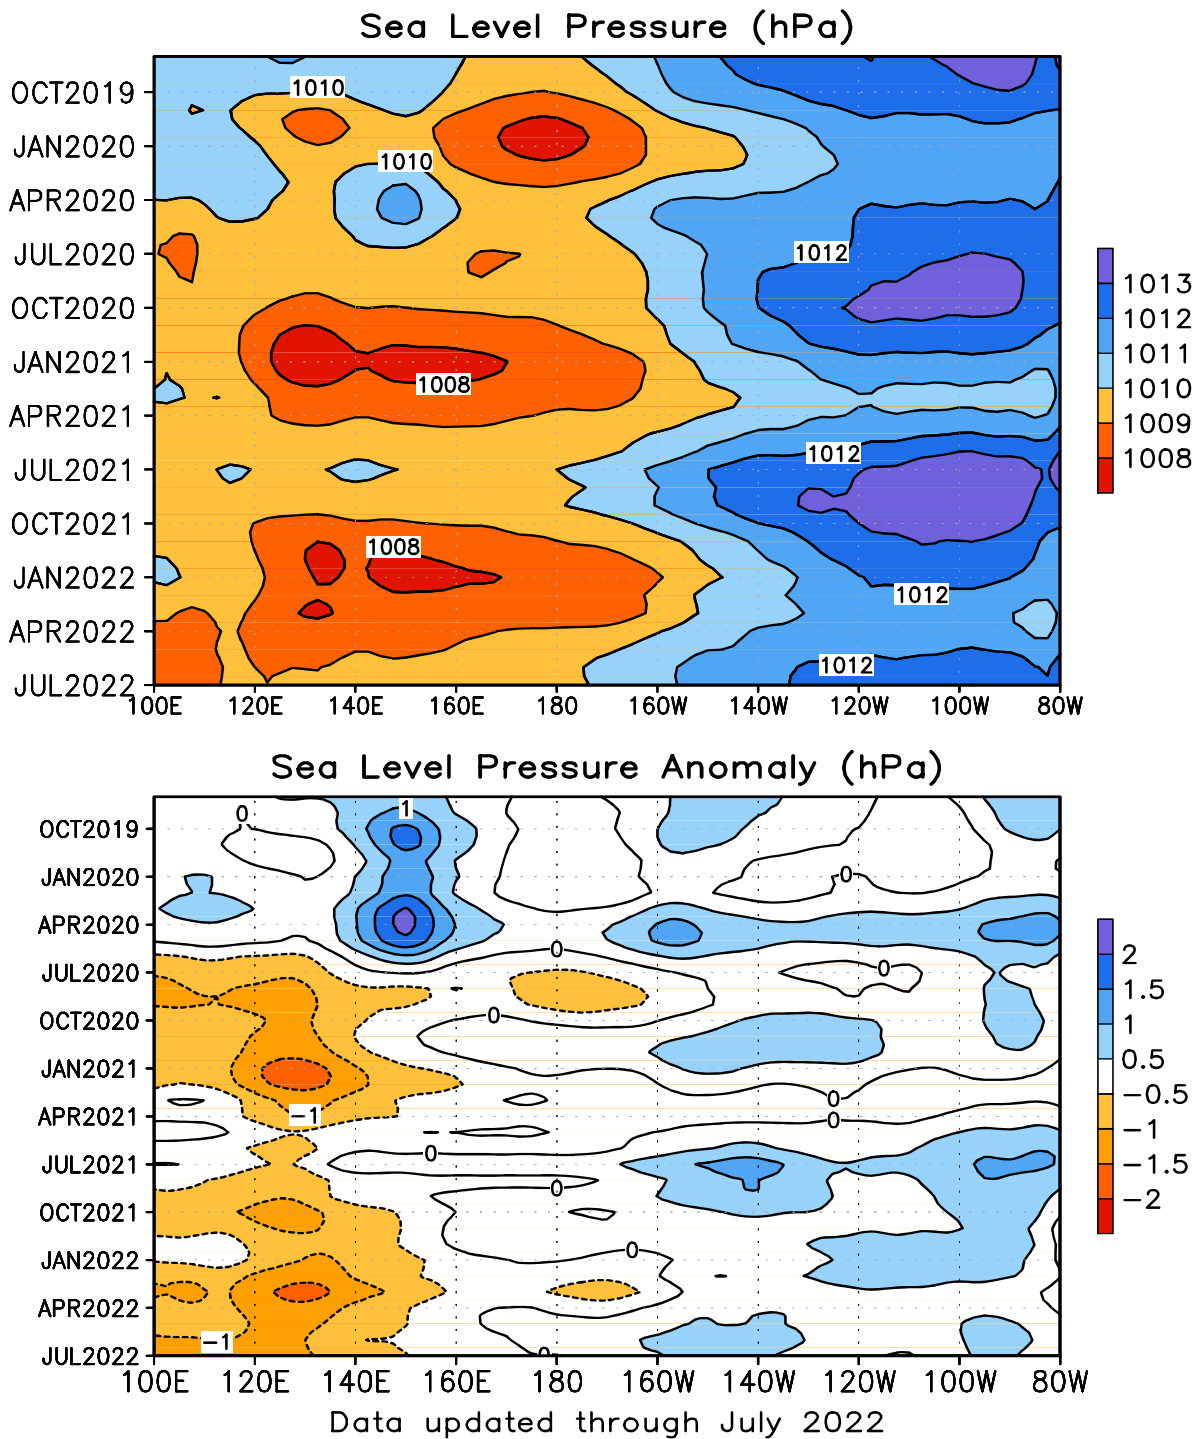 Sea Level Pressure (hPa)
OCT2019
JAN2020
APR2020
JUL2020
OCT2020
JAN2021
APR2021
JUL2021
OCT2021
JAN2022
APR2022
JUL2022
1010
1010
1012
1008
1012
1008
1012
1012
1013
1012
1011
1010
1009
1008
100E 120E 140E 160E 180 160W 140W 120W 100W 80W
Sea Level Pressure Anomaly (hPa)
OCT2019
JAN2020
APR2020
JUL2020
OCT2020
JAN2021
APR2021
JUL2021
OCT2021
JAN2022
APR2022
JUL2022
0
1
0
0
0
0
0
-1
0
0
0
0
-1
0
2
1.5
1
0.5
-0.5
-1
-1.5
-2
100E 120E 140E 160E 180 160W 140W 120W 100W 80W
Data updated through July 2022